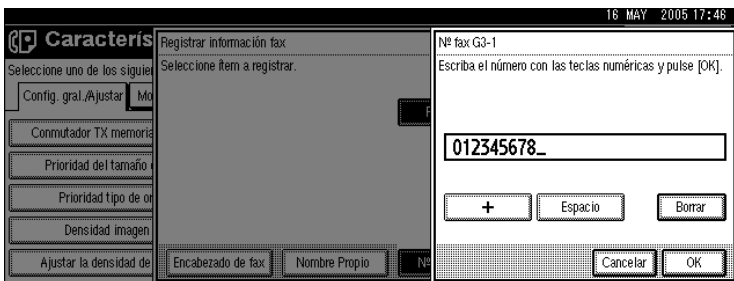 16 MAY 2005 17:46
Caracterís
Seleccione uno de los siguien
Config. gral./Ajustar Mo
Conmutador TX memoria
Prioridad del tamaño
Prioridad tipo de or
Densidad imagen
Ajustar la densidad de
Registrar información fax
Seleccione ítem a registrar.
Encabezado de fax Nombre Propio Nº
Nº fax G3-1
Escriba el número con las teclas numéricas y pulse [OK].
012345678_
+ Espacio Borrar
Cancelar OK